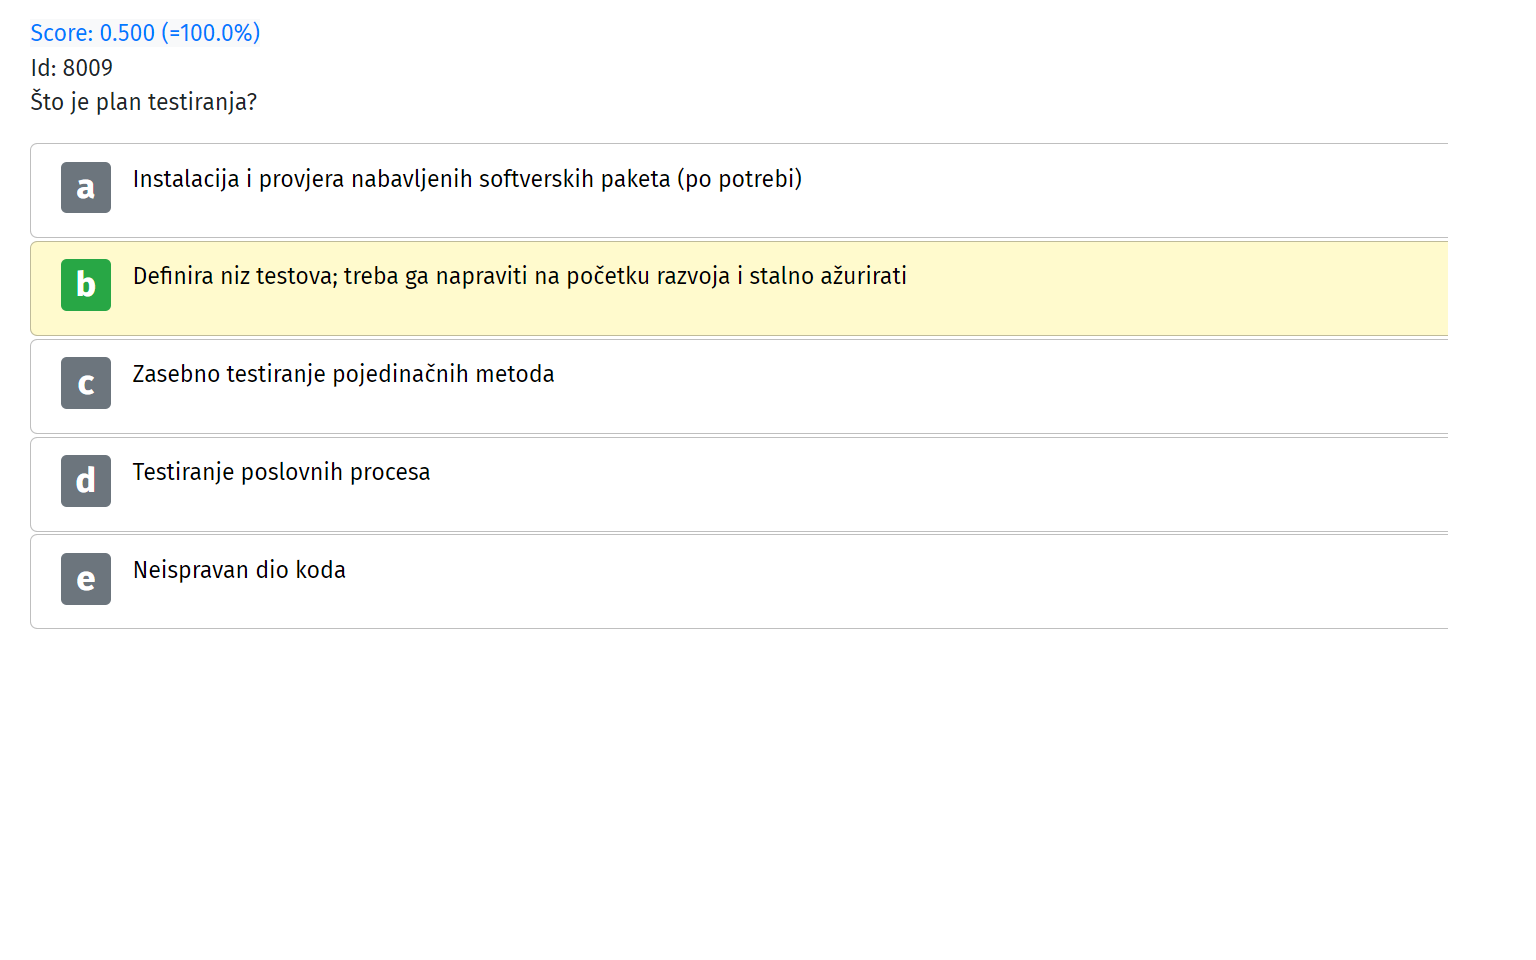 Score: 0.500 (=100.0%)
Id: 8009
Što je plan testiranja?
a Instalacija i provjera nabavljenih softverskih paketa (po potrebi)
b Definira niz testova; treba ga napraviti na početku razvoja i stalno ažurirati
c Zasebno testiranje pojedinačnih metoda
d Testiranje poslovnih procesa
e Neispravan dio koda